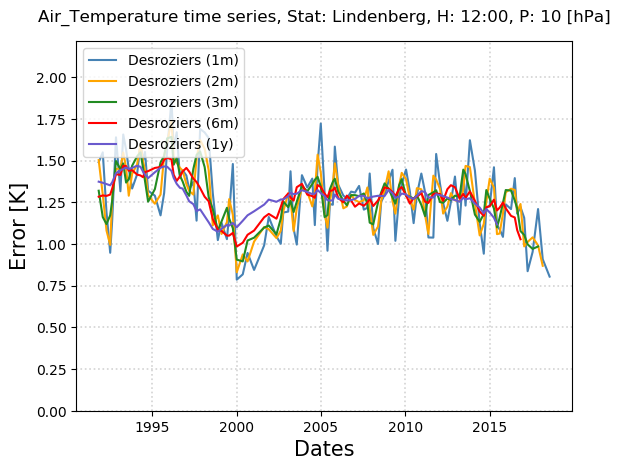 Air_Temperature time series, Stat: Lindenberg, H: 12:00, P: 10 [hPa]
Desroziers (1m)
Desroziers (2m)
Desroziers (3m)
Desroziers (6m)
Desroziers (1y)
Error [K]
2.00
1.75
1.50
1.25
1.00
0.75
0.50
0.25
0.00
1995 2000 2005 2010 2015
Dates